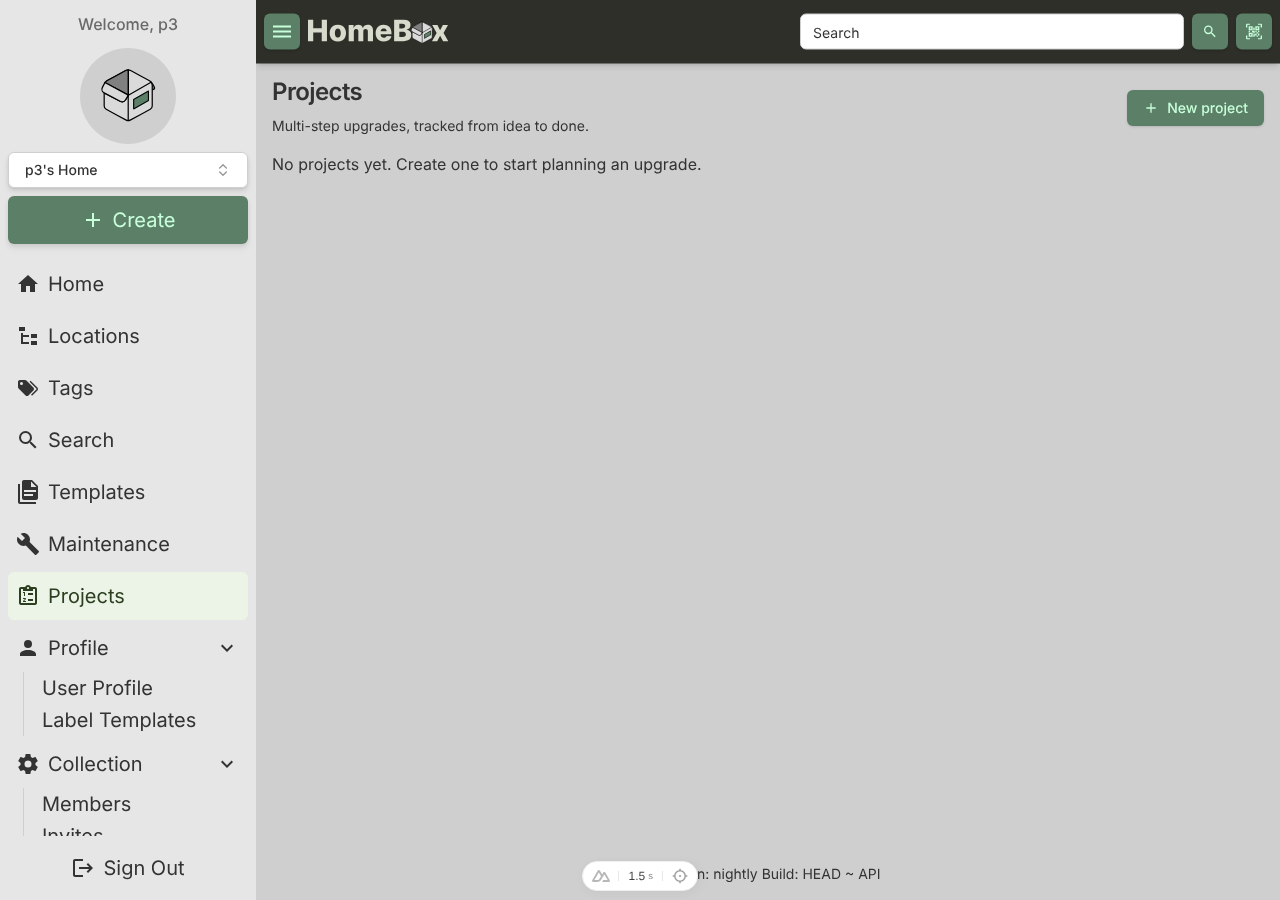 Welcome, p3
p3's Home
Create
Home
Locations
Tags
Search
Templates
Maintenance
Projects
Profile
User Profile
Label Templates
Collection
Members
Invites
Sign Out
HomeBox
Search
Projects
Multi-step upgrades, tracked from idea to done.
New project
No projects yet. Create one to start planning an upgrade.
1.5 s
n: nightly Build: HEAD ~ API